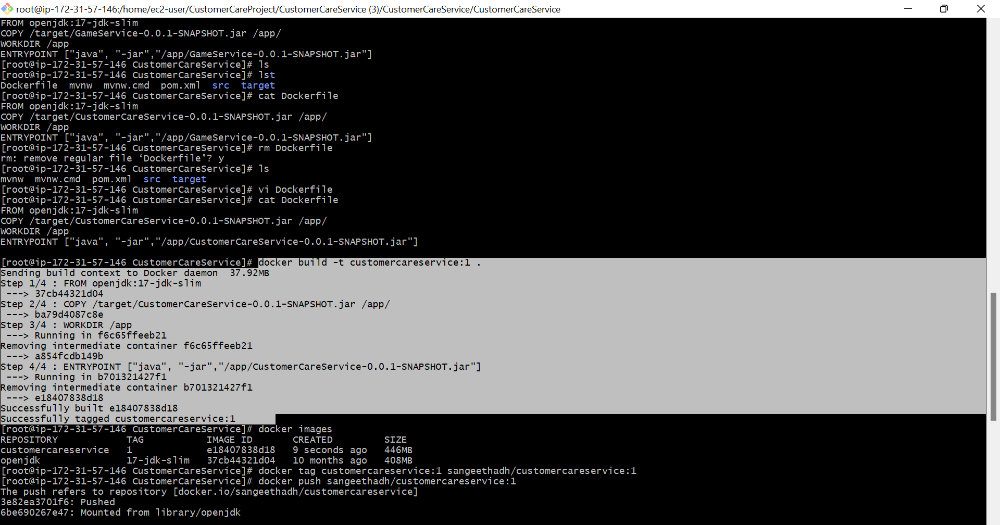 root@ip-172-31-57-146:/home/ec2-user/CustomerCareProject/CustomerCareService (3)/CustomerCareService/CustomerCareService
FROM openjdk:17-jdk-slim
COPY /target/GameService-0.0.1-SNAPSHOT.jar /app/
WORKDIR /app
ENTRYPOINT ["java", "-jar","/app/GameService-0.0.1-SNAPSHOT.jar"]
[root@ip-172-31-57-146 CustomerCareService]# ls
[root@ip-172-31-57-146 CustomerCareService]# lst
Dockerfile  mvnw  mvnw.cmd  pom.xml  src  target
[root@ip-172-31-57-146 CustomerCareService]# cat Dockerfile
FROM openjdk:17-jdk-slim
COPY /target/CustomerCareService-0.0.1-SNAPSHOT.jar /app/
WORKDIR /app
ENTRYPOINT ["java", "-jar","/app/GameService-0.0.1-SNAPSHOT.jar"]
[root@ip-172-31-57-146 CustomerCareService]# rm Dockerfile
rm: remove regular file ‘Dockerfile’? y
[root@ip-172-31-57-146 CustomerCareService]# ls
mvnw  mvnw.cmd  pom.xml  src  target
[root@ip-172-31-57-146 CustomerCareService]# vi Dockerfile
[root@ip-172-31-57-146 CustomerCareService]# cat Dockerfile
FROM openjdk:17-jdk-slim
COPY /target/CustomerCareService-0.0.1-SNAPSHOT.jar /app/
WORKDIR /app
ENTRYPOINT ["java", "-jar","/app/CustomerCareService-0.0.1-SNAPSHOT.jar"]
[root@ip-172-31-57-146 CustomerCareService]# docker build -t customercareservice:1 .
Sending build context to Docker daemon  37.92MB
Step 1/4 : FROM openjdk:17-jdk-slim
 ---> 37cb44321d04
Step 2/4 : COPY /target/CustomerCareService-0.0.1-SNAPSHOT.jar /app/
 ---> ba79d4087c8e
Step 3/4 : WORKDIR /app
 ---> Running in f6c65ffeeb21
Removing intermediate container f6c65ffeeb21
 ---> a854fcdb149b
Step 4/4 : ENTRYPOINT ["java", "-jar","/app/CustomerCareService-0.0.1-SNAPSHOT.jar"]
 ---> Running in b701321427f1
Removing intermediate container b701321427f1
 ---> e18407838d18
Successfully built e18407838d18
Successfully tagged customercareservice:1
[root@ip-172-31-57-146 CustomerCareService]# docker images
REPOSITORY            TAG           IMAGE ID       CREATED         SIZE
customercareservice   1             e18407838d18   9 seconds ago   446MB
openjdk               17-jdk-slim   37cb44321d04   10 months ago   408MB
[root@ip-172-31-57-146 CustomerCareService]# docker tag customercareservice:1 sangeethadh/customercareservice:1
[root@ip-172-31-57-146 CustomerCareService]# docker push sangeethadh/customercareservice:1
The push refers to repository [docker.io/sangeethadh/customercareservice]
3e82ea3701f6: Pushed
6be690267e47: Mounted from library/openjdk